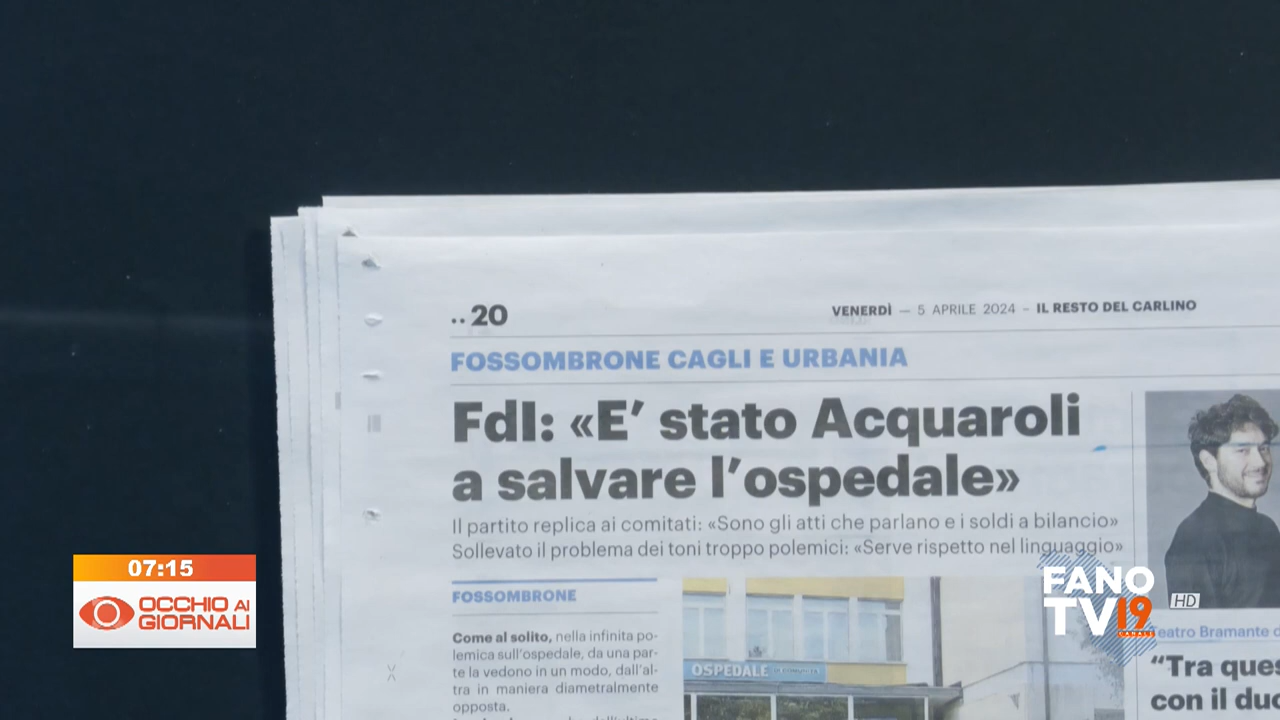 ..20
VENERDÌ — 5 APRILE 2024 – IL RESTO DEL CARLINO
FOSSOMBRONE CAGLI E URBANIA
FdI: «E’ stato Acquaroli
a salvare l’ospedale»
Il partito replica ai comitati: «Sono gli atti che parlano e i soldi a bilancio»
Sollevato il problema dei toni troppo polemici: «Serve rispetto nel linguaggio»
FOSSOMBRONE
Come al solito, nella infinita po-
lemica sull’ospedale, da una par-
te la vedono in un modo, dall’al-
tra in maniera diametralmente
opposta.
OSPEDALE
Teatro Bramante
“Tra
con il
07:15
OCCHIO AI
GIORNALI
FANO
TV19
CANALE
HD